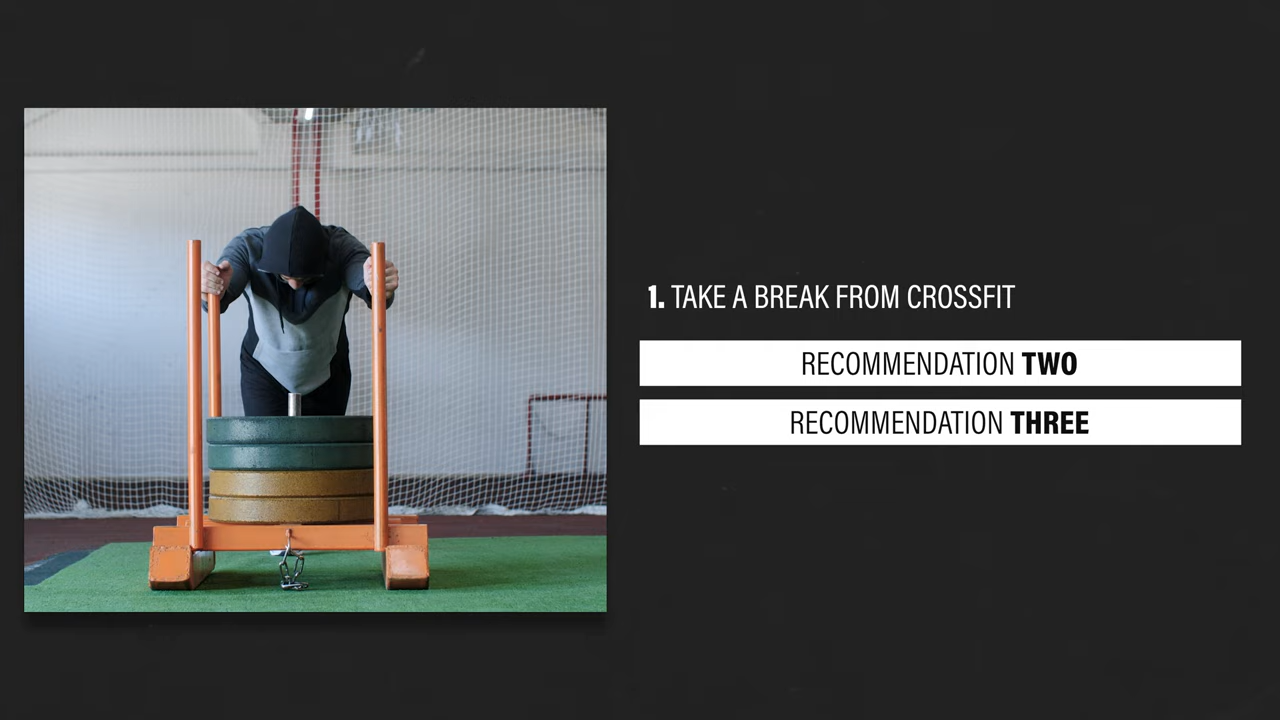 1. TAKE A BREAK FROM CROSSFIT
RECOMMENDATION TWO
RECOMMENDATION THREE